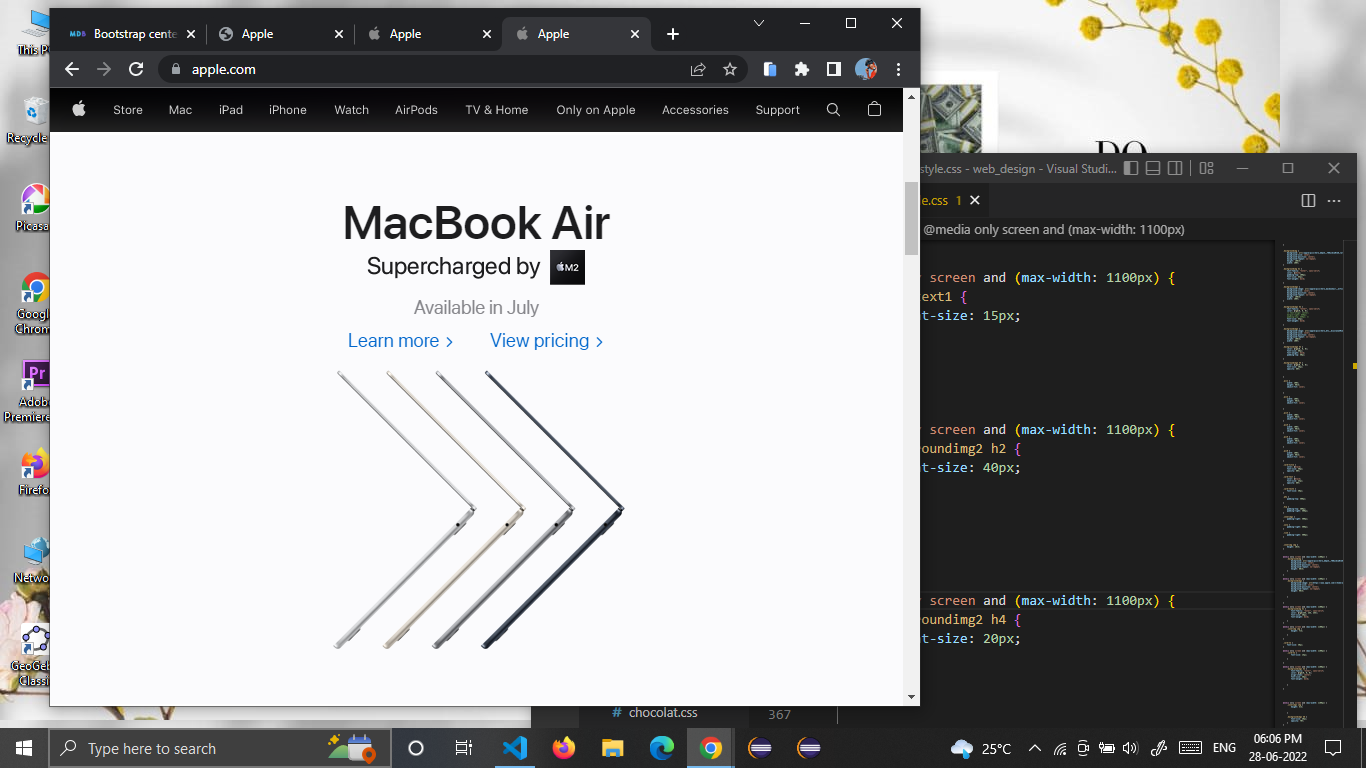 Bootstrap cente
Apple
Apple
Apple
apple.com
Store Mac iPad iPhone Watch AirPods TV & Home Only on Apple Accessories Support
MacBook Air
Supercharged by M2
Available in July
Learn more > View pricing >
This P
Recycle
Picasa
Google
Chrom
Pr
Adob
Premiere
Firefo
Netwo
GeoGeb
Classi
DO
style.css - web_design - Visual Studi...
e.css 1
@media only screen and (max-width: 1100px)
screen and (max-width: 1100px) {
ext1 {
t-size: 15px;
screen and (max-width: 1100px) {
oundimg2 h2 {
t-size: 40px;
screen and (max-width: 1100px) {
oundimg2 h4 {
t-size: 20px;
# chocolat.css 367
Type here to search
25°C
ENG
06:06 PM
28-06-2022